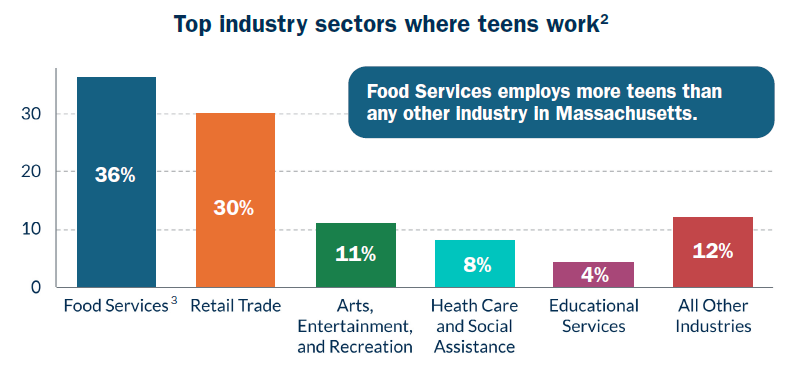 Top industry sectors where teens work²
Food Services employs more teens than
any other industry in Massachusetts.
30
20
10
0
36%
30%
11%
8%
4%
12%
Food Services³
Retail Trade
Arts,
Entertainment,
and Recreation
Heath Care
and Social
Assistance
Educational
Services
All Other
Industries